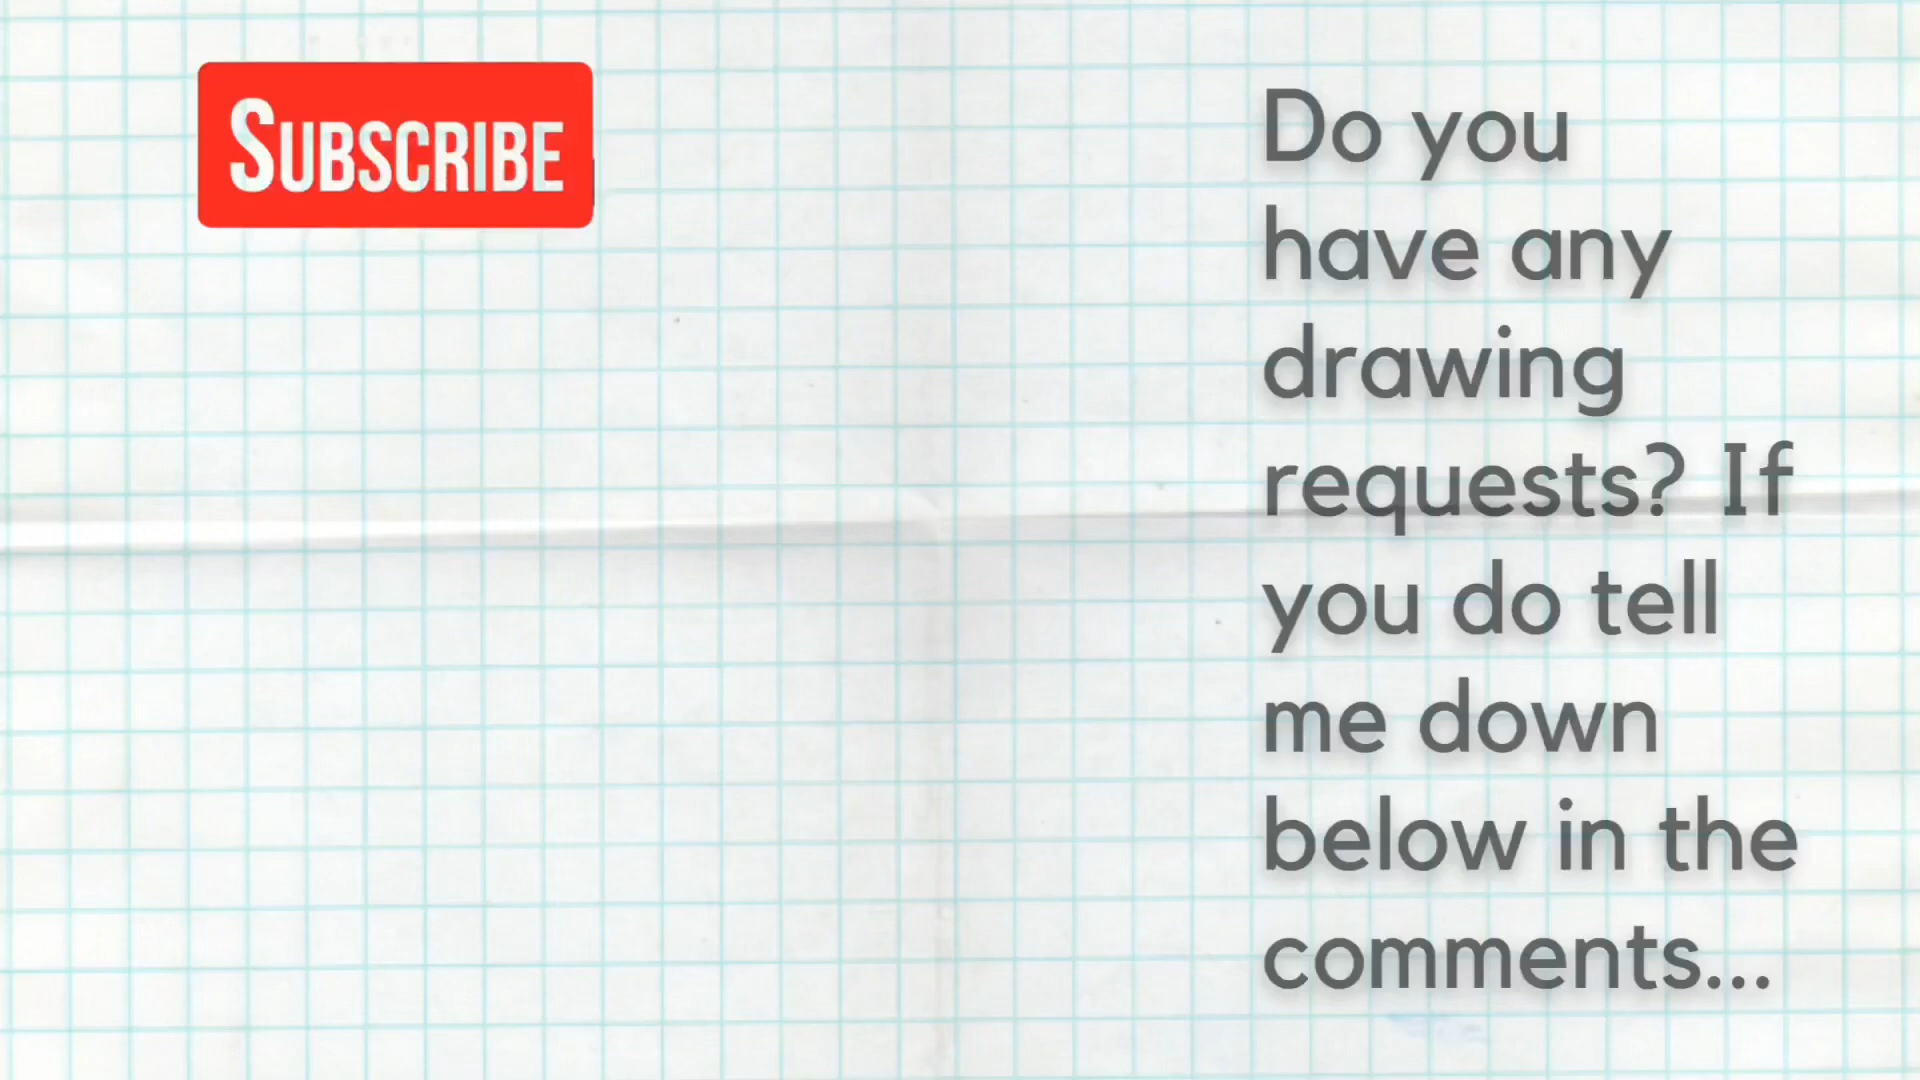 SUBSCRIBE
Do you
have any
drawing
requests? If
you do tell
me down
below in the
comments...